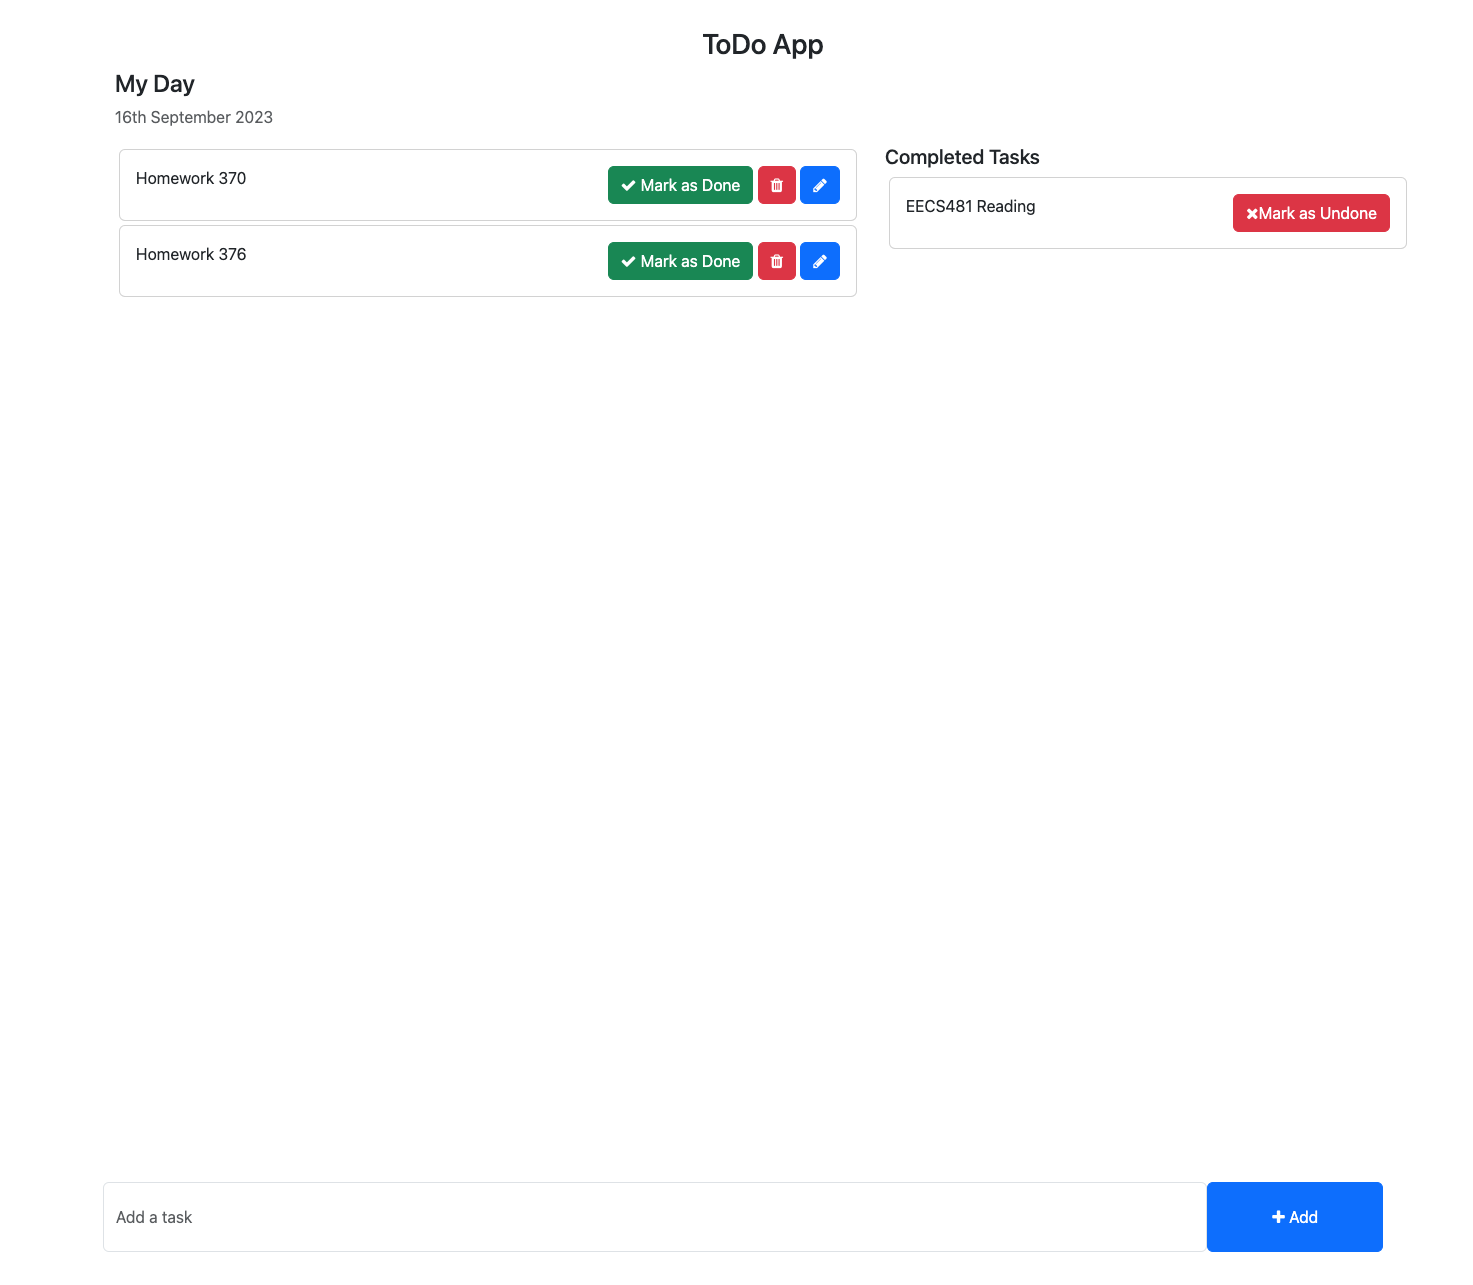 ToDo App
My Day
16th September 2023
Homework 370
Mark as Done
Homework 376
Mark as Done
Completed Tasks
EECS481 Reading
Mark as Undone
Add a task
Add